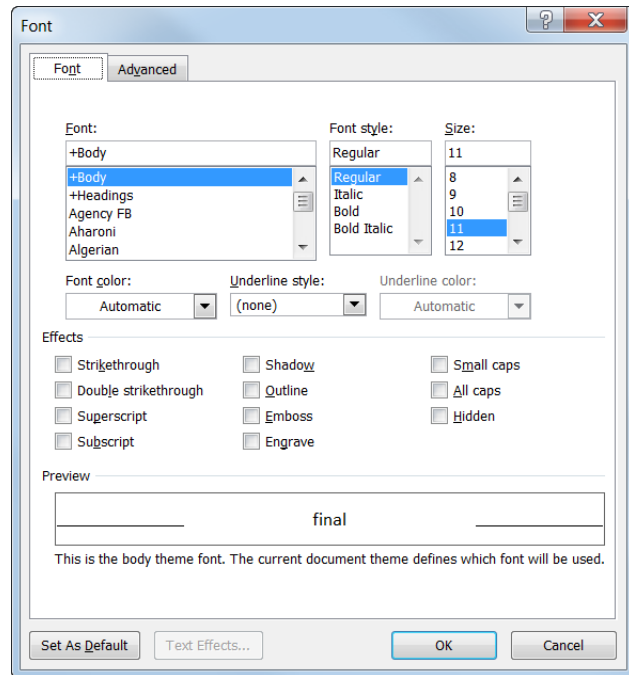 Font
Font Advanced
Font: Font style: Size:
+Body Regular 11
+Body Regular 8
+Headings Italic 9
Agency FB Bold 10
Aharoni Bold Italic 11
Algerian 12
Font color: Underline style: Underline color:
Automatic (none) Automatic
Effects
Strikethrough Shadow Small caps
Double strikethrough Outline All caps
Superscript Emboss Hidden
Subscript Engrave
Preview
final
This is the body theme font. The current document theme defines which font will be used.
Set As Default Text Effects... OK Cancel